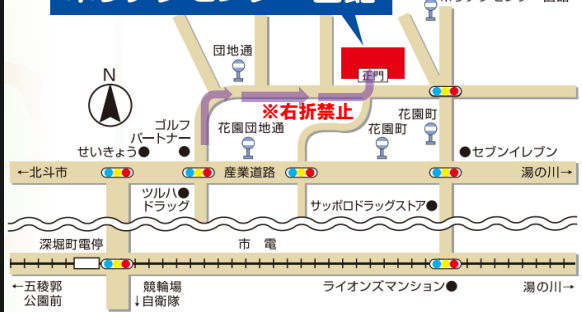 団地通
正門
N
※右折禁止
ゴルフ
パートナー
花園団地通
花園町
花園町
せいきょう
セブンイレブン
←北斗市
産業道路
湯の川→
ツルハ
ドラッグ
サッポロドラッグストアー
深堀町電停
市 電
←五稜郭
公園前
競輪場
↓自衛隊
ライオンズマンション
湯の川→